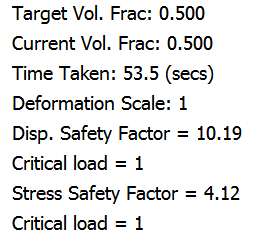 Target Vol. Frac: 0.500
Current Vol. Frac: 0.500
Time Taken: 53.5 (secs)
Deformation Scale: 1
Disp. Safety Factor = 10.19
Critical load = 1
Stress Safety Factor = 4.12
Critical load = 1